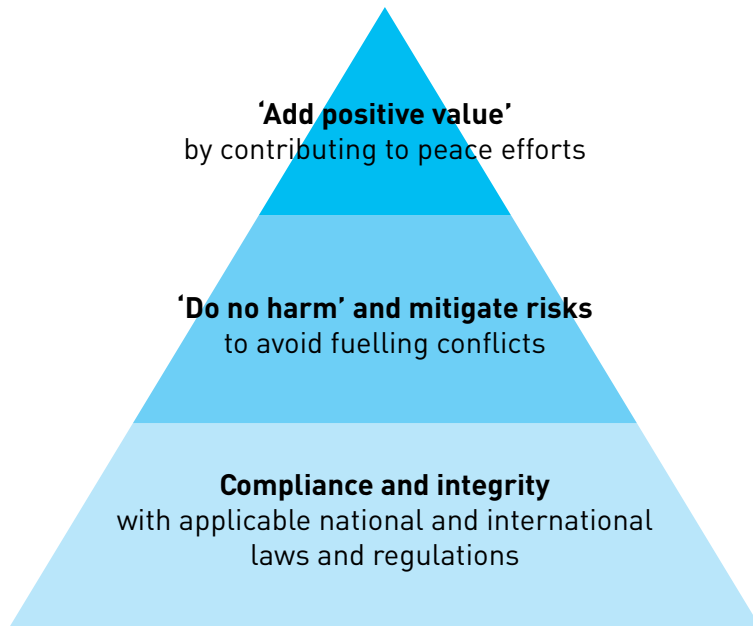 ‘Add positive value’
by contributing to peace efforts
‘Do no harm’ and mitigate risks
to avoid fuelling conflicts
Compliance and integrity
with applicable national and international
laws and regulations